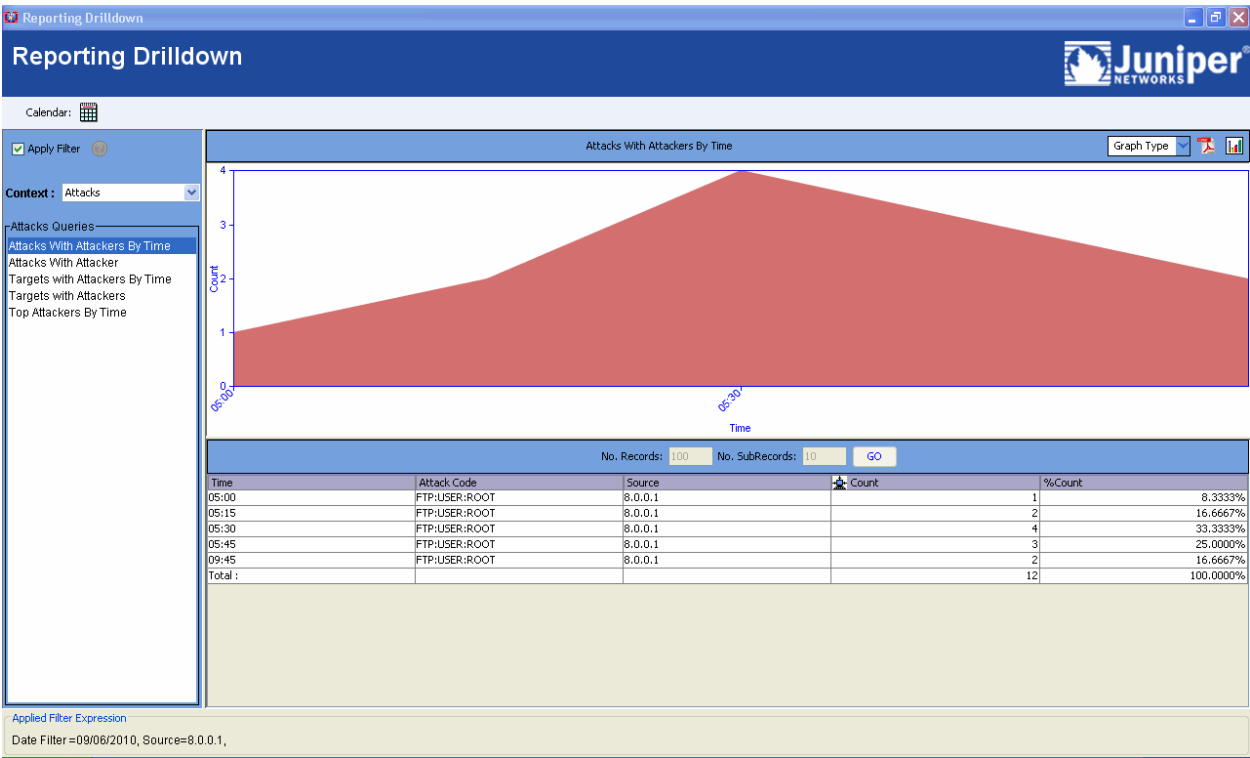 Reporting Drilldown
Reporting Drilldown
Juniper®
NETWORKS
Calendar:
Apply Filter
Context : Attacks
Attacks Queries
Attacks With Attackers By Time
Attacks With Attacker
Targets with Attackers By Time
Targets with Attackers
Top Attackers By Time
Attacks With Attackers By Time
Graph Type
4
3
2
1
0
Count
05:00
05:30
Time
No. Records: 100 No. SubRecords: 10 GO
Time Attack Code Source Count %Count
05:00 FTP:USER:ROOT 8.0.0.1 1 8.3333%
05:15 FTP:USER:ROOT 8.0.0.1 2 16.6667%
05:30 FTP:USER:ROOT 8.0.0.1 4 33.3333%
05:45 FTP:USER:ROOT 8.0.0.1 3 25.0000%
09:45 FTP:USER:ROOT 8.0.0.1 2 16.6667%
Total : 12 100.0000%
Applied Filter Expression
Date Filter =09/06/2010, Source=8.0.0.1,